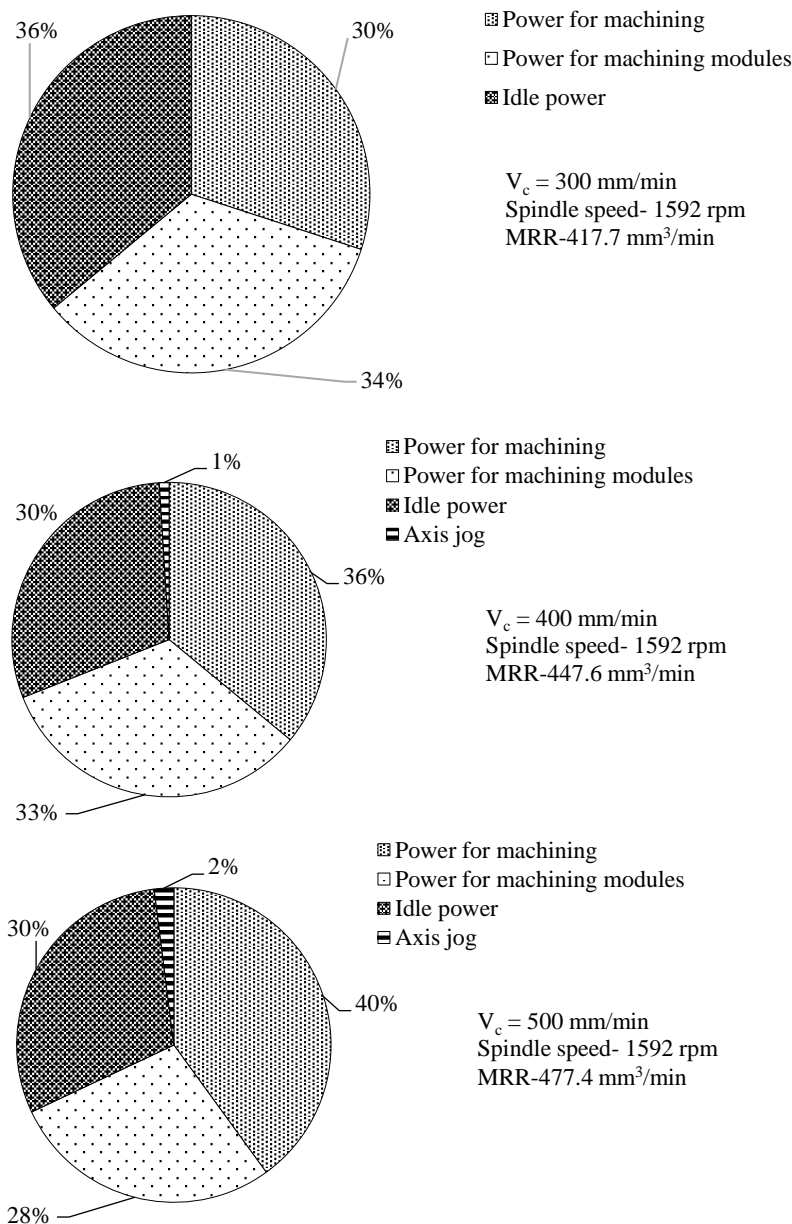 36%
30%
Power for machining
Power for machining modules
Idle power
V_c = 300 mm/min
Spindle speed- 1592 rpm
MRR-417.7 mm³/min
34%
Power for machining
Power for machining modules
Idle power
Axis jog
1%
30%
36%
V_c = 400 mm/min
Spindle speed- 1592 rpm
MRR-447.6 mm³/min
33%
Power for machining
Power for machining modules
Idle power
Axis jog
2%
30%
40%
V_c = 500 mm/min
Spindle speed- 1592 rpm
MRR-477.4 mm³/min
28%